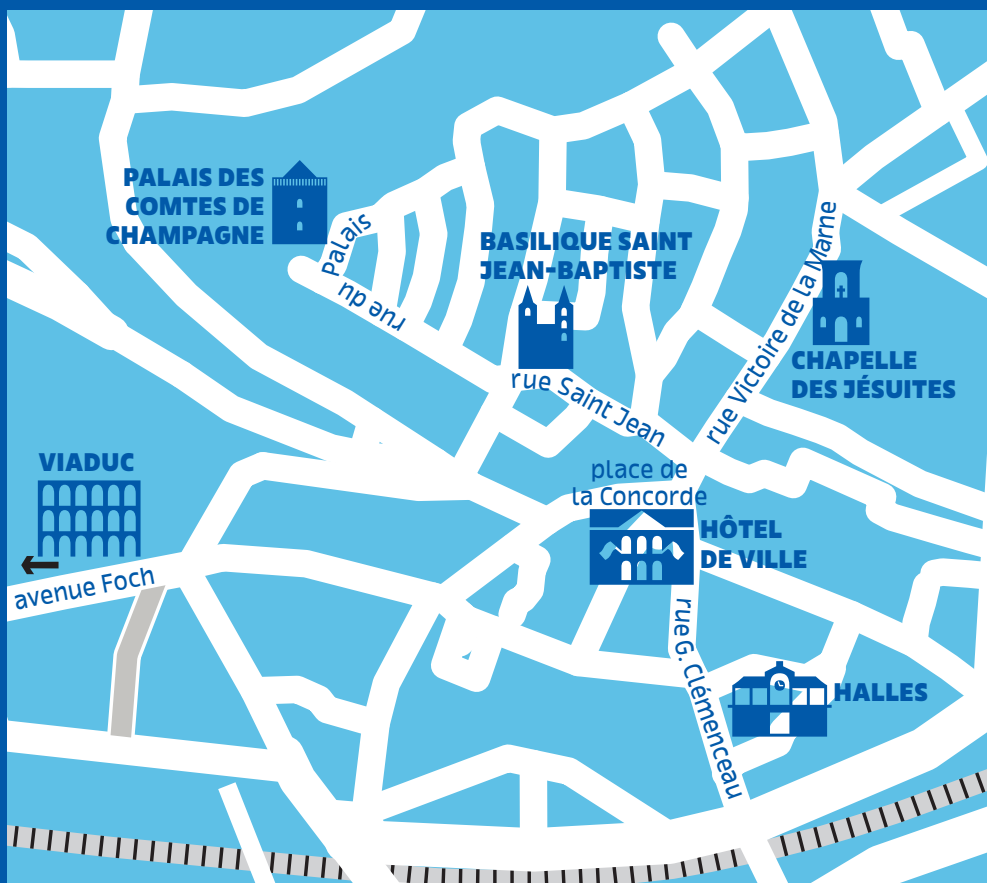 PALAIS DES
COMTES DE
CHAMPAGNE
rue du Palais
BASILIQUE SAINT
JEAN-BAPTISTE
rue Saint Jean
rue Victoire de la Marne
CHAPELLE
DES JÉSUITES
VIADUC
avenue Foch
place de
la Concorde
HÔTEL
DE VILLE
rue G. Clémenceau
HALLES